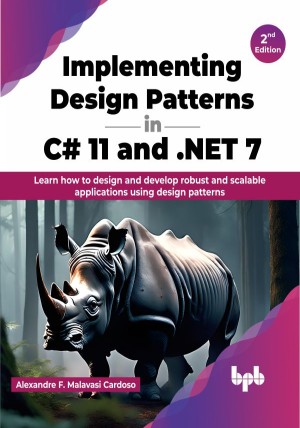 2nd
Edition
Implementing
Design Patterns
in
C# 11 and .NET 7
Learn how to design and develop robust and scalable
applications using design patterns
Alexandre F. Malavasi Cardoso
bpb